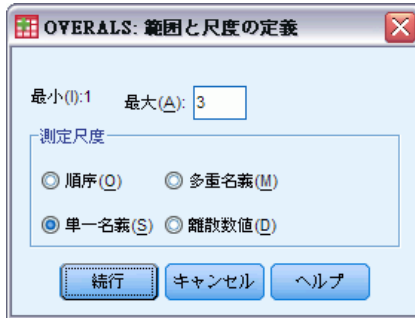 OVERALS: 範囲と尺度の定義
最小(I):1 最大(A): 3
測定尺度
順序(O) 多重名義(M)
単一名義(S) 離散数値(D)
続行 キャンセル ヘルプ